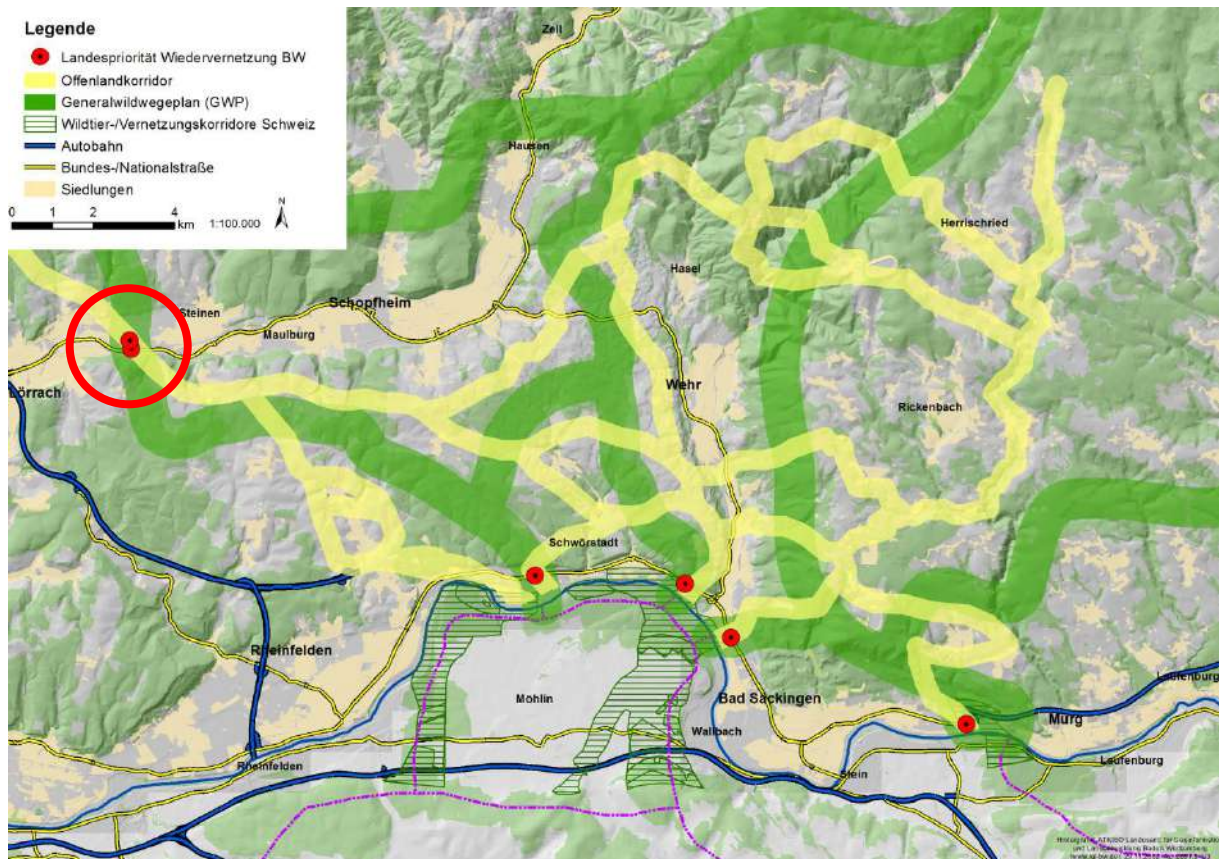 Legende
Landespriorität Wiedervernetzung BW
Offenlandkorridor
Generalwildwegeplan (GWP)
Wildtier-/Vernetzungskorridore Schweiz
Autobahn
Bundes-/Nationalstraße
Siedlungen
0 1 2 4
km
1:100.000
N
Zell
Hausen
Herrischried
Hasel
Steinen
Schopfheim
Maulburg
Lörrach
Wehr
Rickenbach
Schwörstadt
Rheinfelden
Möhlin
Bad Säckingen
Wallbach
Laufenburg
Murg
Laufenburg
Rheinfelden
Stein